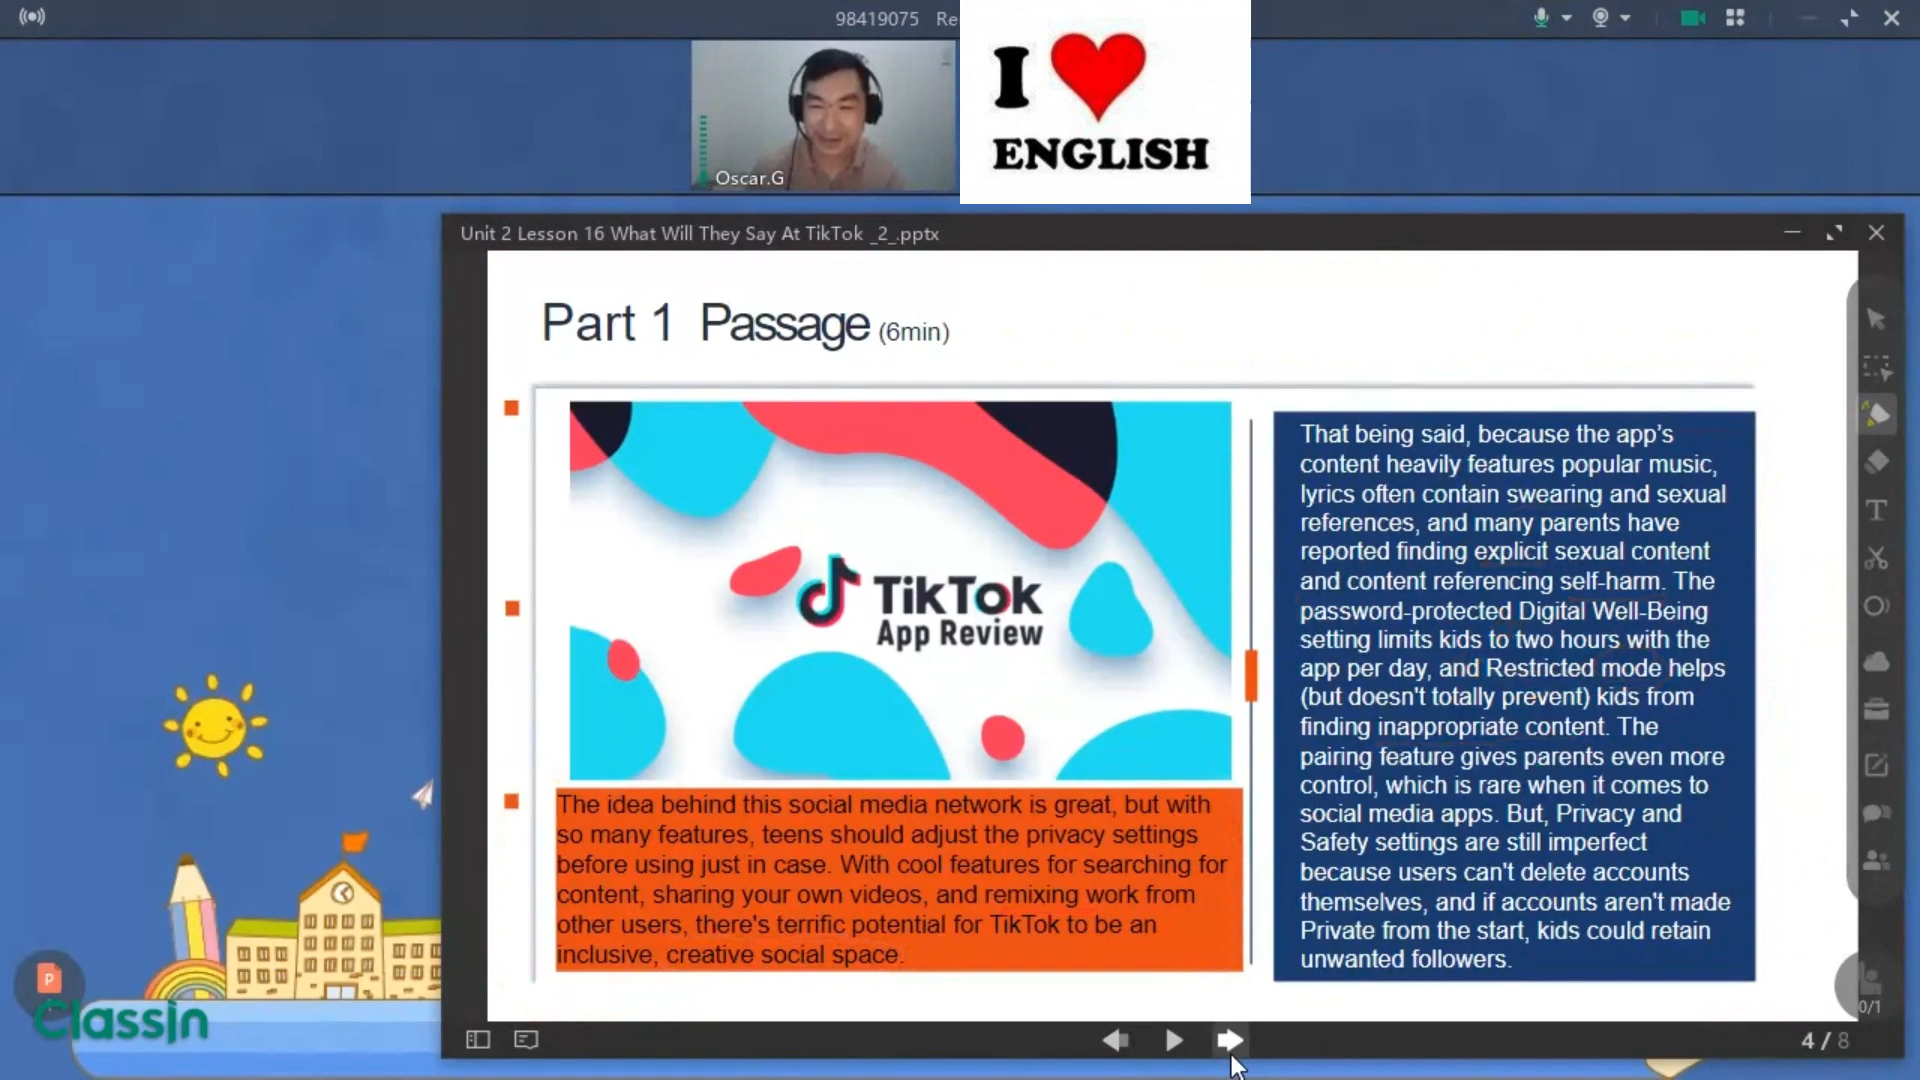 98419075 Re
I
ENGLISH
Oscar.G
Unit 2 Lesson 16 What Will They Say At TikTok _2_.pptx
Part 1 Passage (6min)
TikTok
App Review
The idea behind this social media network is great, but with
so many features, teens should adjust the privacy settings
before using just in case. With cool features for searching for
content, sharing your own videos, and remixing work from
other users, there's terrific potential for TikTok to be an
inclusive, creative social space.
That being said, because the app’s
content heavily features popular music,
lyrics often contain swearing and sexual
references, and many parents have
reported finding explicit sexual content
and content referencing self-harm. The
password-protected Digital Well-Being
setting limits kids to two hours with the
app per day, and Restricted mode helps
(but doesn't totally prevent) kids from
finding inappropriate content. The
pairing feature gives parents even more
control, which is rare when it comes to
social media apps. But, Privacy and
Safety settings are still imperfect
because users can't delete accounts
themselves, and if accounts aren't made
Private from the start, kids could retain
unwanted followers.
T
P
ClassIn
0/1
4 / 8